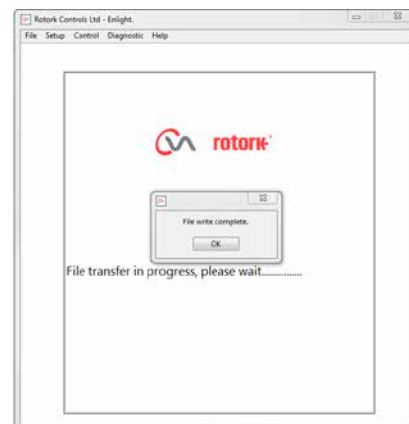 Rotork Controls Ltd - Enlight.
File Setup Control Diagnostic Help
rotork
File write complete.
OK
File transfer in progress, please wait..............